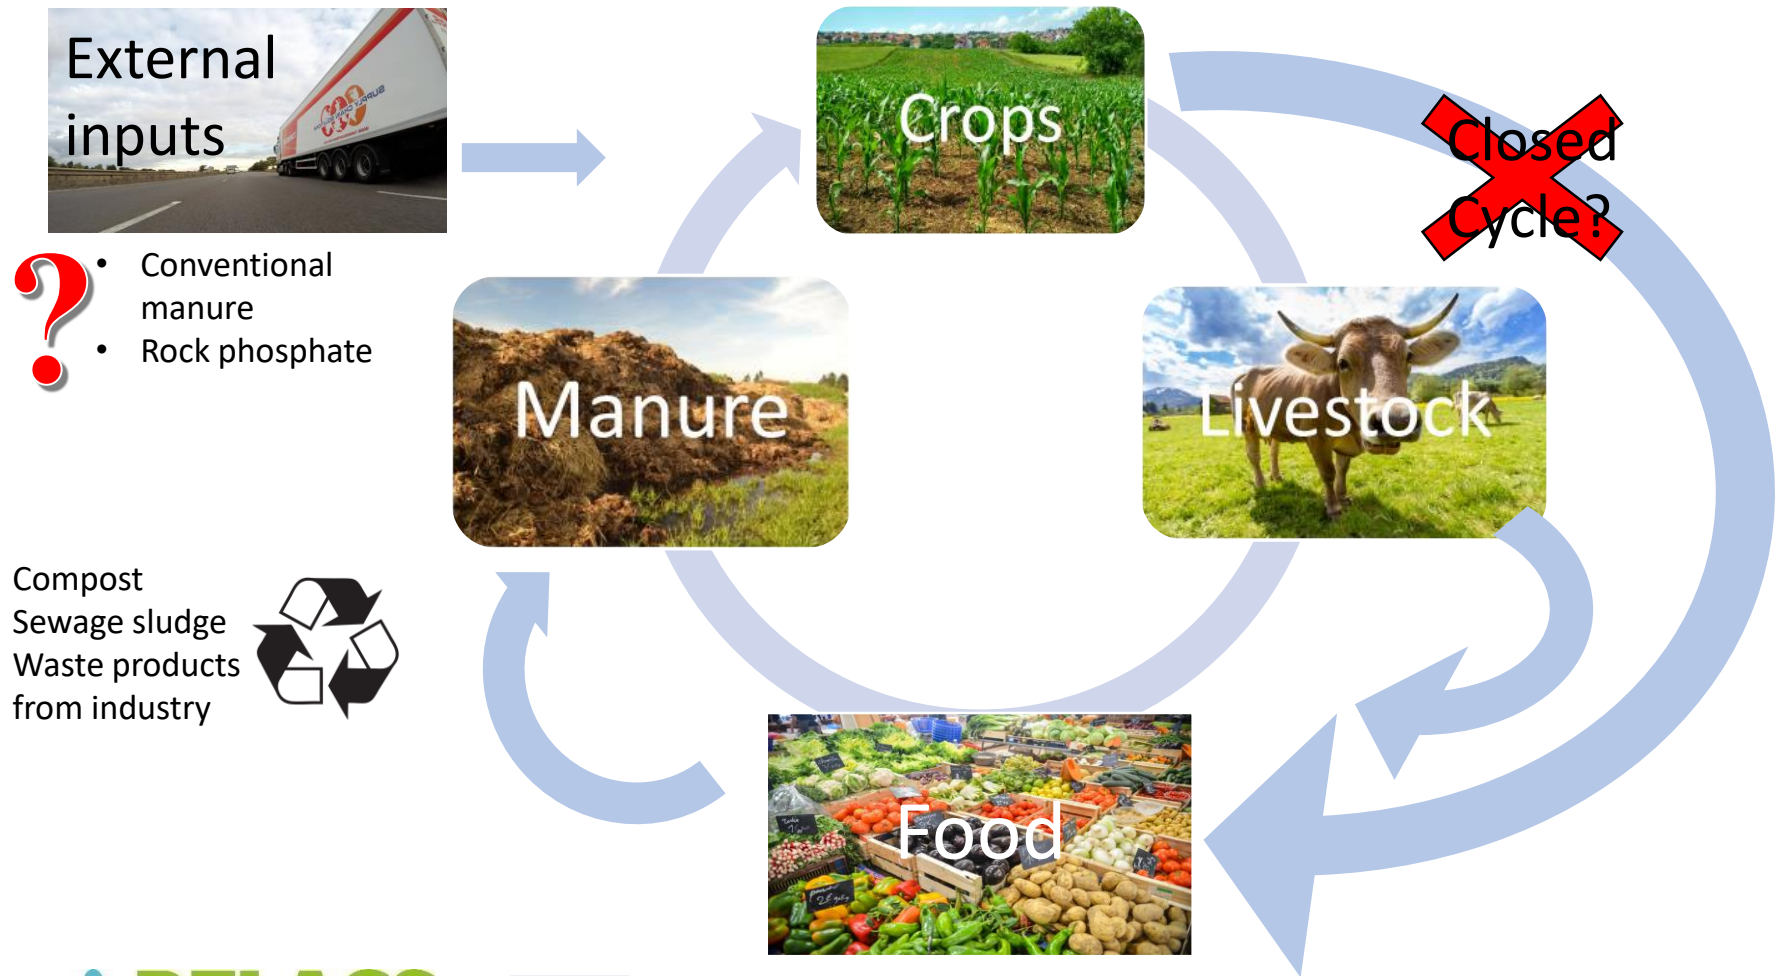 External
inputs
Crops
Closed
Cycle?
• Conventional
manure
• Rock phosphate
Manure
Livestock
Compost
Sewage sludge
Waste products
from industry
Food